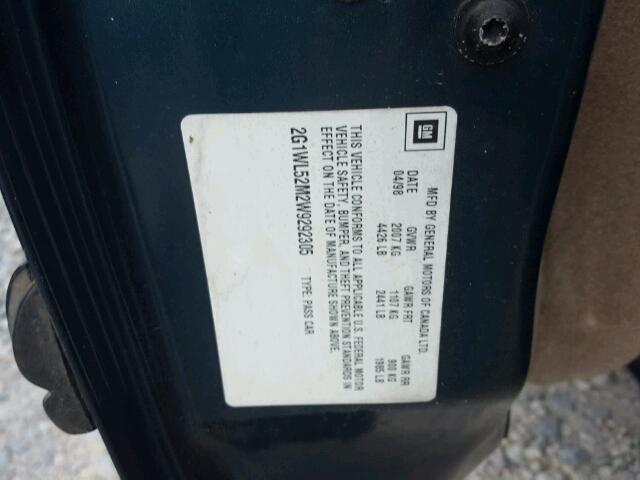 GM
MFD BY GENERAL MOTORS OF CANADA LTD.
DATE GVWR GAWR FRT GAWR RR
04/98 2007 KG 1107 KG 900 KG
4426 LB 2441 LB 1985 LB
THIS VEHICLE CONFORMS TO ALL APPLICABLE U.S. FEDERAL MOTOR
VEHICLE SAFETY, BUMPER, AND THEFT PREVENTION STANDARDS IN
EFFECT ON THE DATE OF MANUFACTURE SHOWN ABOVE.
2G1WL52M2W9292305 TYPE: PASS CAR